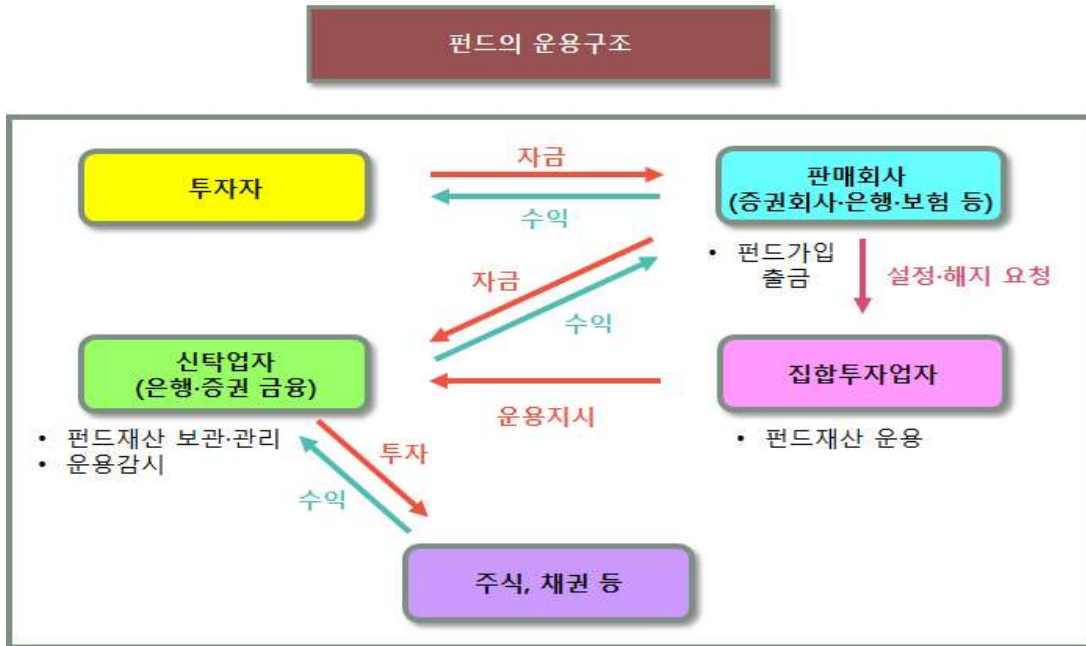 펀드의 운용구조
투자자
자금
수익
판매회사
(증권회사·은행·보험 등)
• 펀드가입
출금
설정·해지 요청
자금
수익
신탁업자
(은행·증권 금융)
집합투자업자
운용지시
• 펀드재산 보관·관리
• 운용감시
• 펀드재산 운용
투자
수익
주식, 채권 등